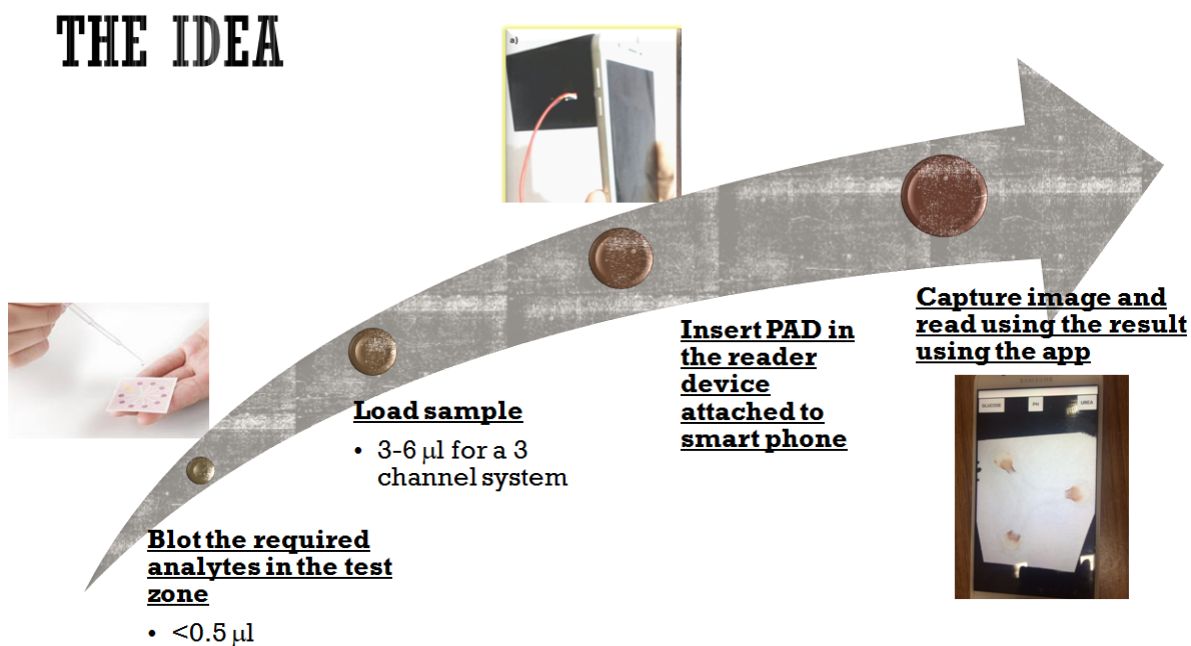 THE IDEA
a)
Blot the required
analytes in the test
zone
• <0.5 µl
Load sample
• 3-6 µl for a 3
channel system
Insert PAD in
the reader
device
attached to
smart phone
Capture image and
read using the result
using the app
SAMSUNG
GLUCOSE
PH
UREA